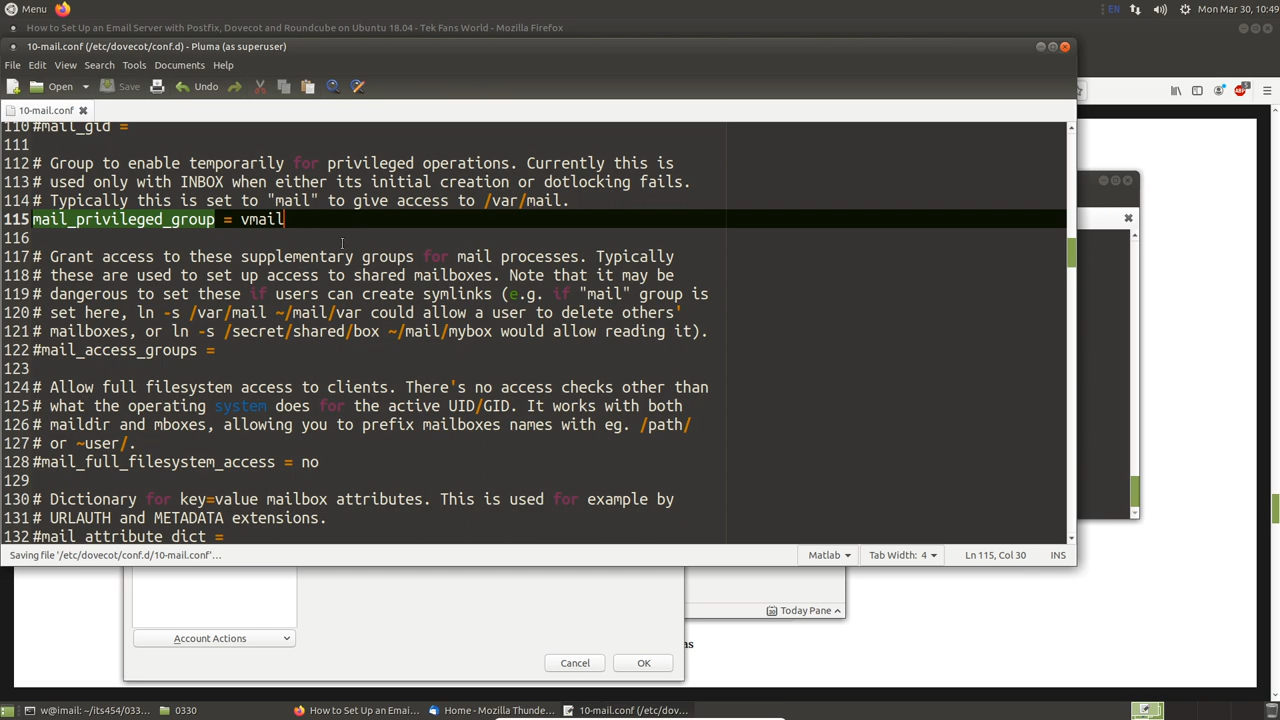 Menu
EN
Mon Mar 30, 10:49
How to Set Up an Email Server with Postfix, Dovecot and Roundcube on Ubuntu 18.04 - Tek Fans World - Mozilla Firefox
10-mail.conf (/etc/dovecot/conf.d) - Pluma (as superuser)
File Edit View Search Tools Documents Help
Open Save Undo
ABP
10-mail.conf
110 #mail_gid =
111
112 # Group to enable temporarily for privileged operations. Currently this is
113 # used only with INBOX when either its initial creation or dotlocking fails.
114 # Typically this is set to "mail" to give access to /var/mail.
115 mail_privileged_group = vmail
116
117 # Grant access to these supplementary groups for mail processes. Typically
118 # these are used to set up access to shared mailboxes. Note that it may be
119 # dangerous to set these if users can create symlinks (e.g. if "mail" group is
120 # set here, ln -s /var/mail ~/mail/var could allow a user to delete others'
121 # mailboxes, or ln -s /secret/shared/box ~/mail/mybox would allow reading it).
122 #mail_access_groups =
123
124 # Allow full filesystem access to clients. There's no access checks other than
125 # what the operating system does for the active UID/GID. It works with both
126 # maildir and mboxes, allowing you to prefix mailboxes names with eg. /path/
127 # or ~user/.
128 #mail_full_filesystem_access = no
129
130 # Dictionary for key=value mailbox attributes. This is used for example by
131 # URLAUTH and METADATA extensions.
132 #mail_attribute_dict =
Saving file '/etc/dovecot/conf.d/10-mail.conf'... Matlab Tab Width: 4 Ln 115, Col 30 INS
Today Pane
Account Actions
as
Cancel OK
w@imail: ~/its454/033... 0330 How to Set Up an Emai... Home - Mozilla Thunde... 10-mail.conf (/etc/dov...